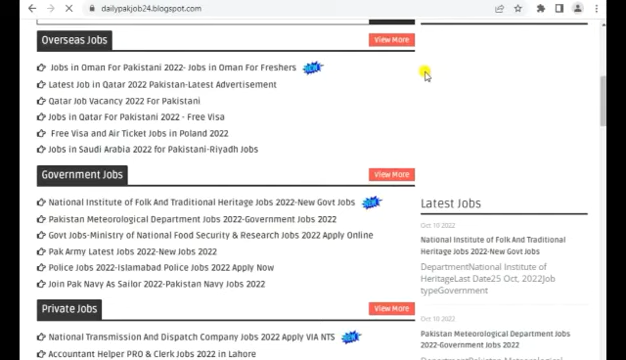 dailypakjob24.blogspot.com
Overseas Jobs
View More
Jobs in Oman For Pakistani 2022- Jobs in Oman For Freshers
Latest Job in Qatar 2022 Pakistan-Latest Advertisement
Qatar Job Vacancy 2022 For Pakistani
Jobs in Qatar For Pakistani 2022 - Free Visa
Free Visa and Air Ticket Jobs in Poland 2022
Jobs in Saudi Arabia 2022 for Pakistani-Riyadh Jobs
Government Jobs
View More
National Institute of Folk And Traditional Heritage Jobs 2022-New Govt Jobs
Pakistan Meteorological Department Jobs 2022-Government Jobs 2022
Govt Jobs-Ministry of National Food Security & Research Jobs 2022 Apply Online
Pak Army Latest Jobs 2022-New Jobs 2022
Police Jobs 2022-Islamabad Police Jobs 2022 Apply Now
Join Pak Navy As Sailor 2022-Pakistan Navy Jobs 2022
Private Jobs
View More
National Transmission And Dispatch Company Jobs 2022 Apply VIA NTS
Accountant Helper PRO & Clerk Jobs 2022 in Lahore
Latest Jobs
Oct 10 2022
National Institute of Folk And Traditional
Heritage Jobs 2022-New Govt Jobs
DepartmentNational Institute of
HeritageLast Date25 Oct, 2022Job
typeGovernment
Oct 10 2022
Pakistan Meteorological Department Jobs
2022-Government Jobs 2022
DepartmentPakistan Meteorological